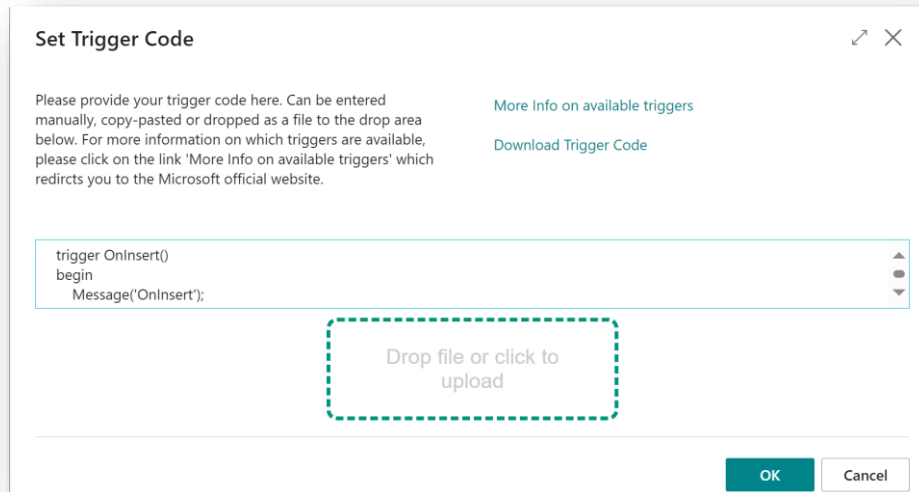 Set Trigger Code
Please provide your trigger code here. Can be entered
manually, copy-pasted or dropped as a file to the drop area
below. For more information on which triggers are available,
please click on the link 'More Info on available triggers' which
redircts you to the Microsoft official website.
More Info on available triggers
Download Trigger Code
trigger OnInsert()
begin
Message('OnInsert');
Drop file or click to
upload
OK
Cancel